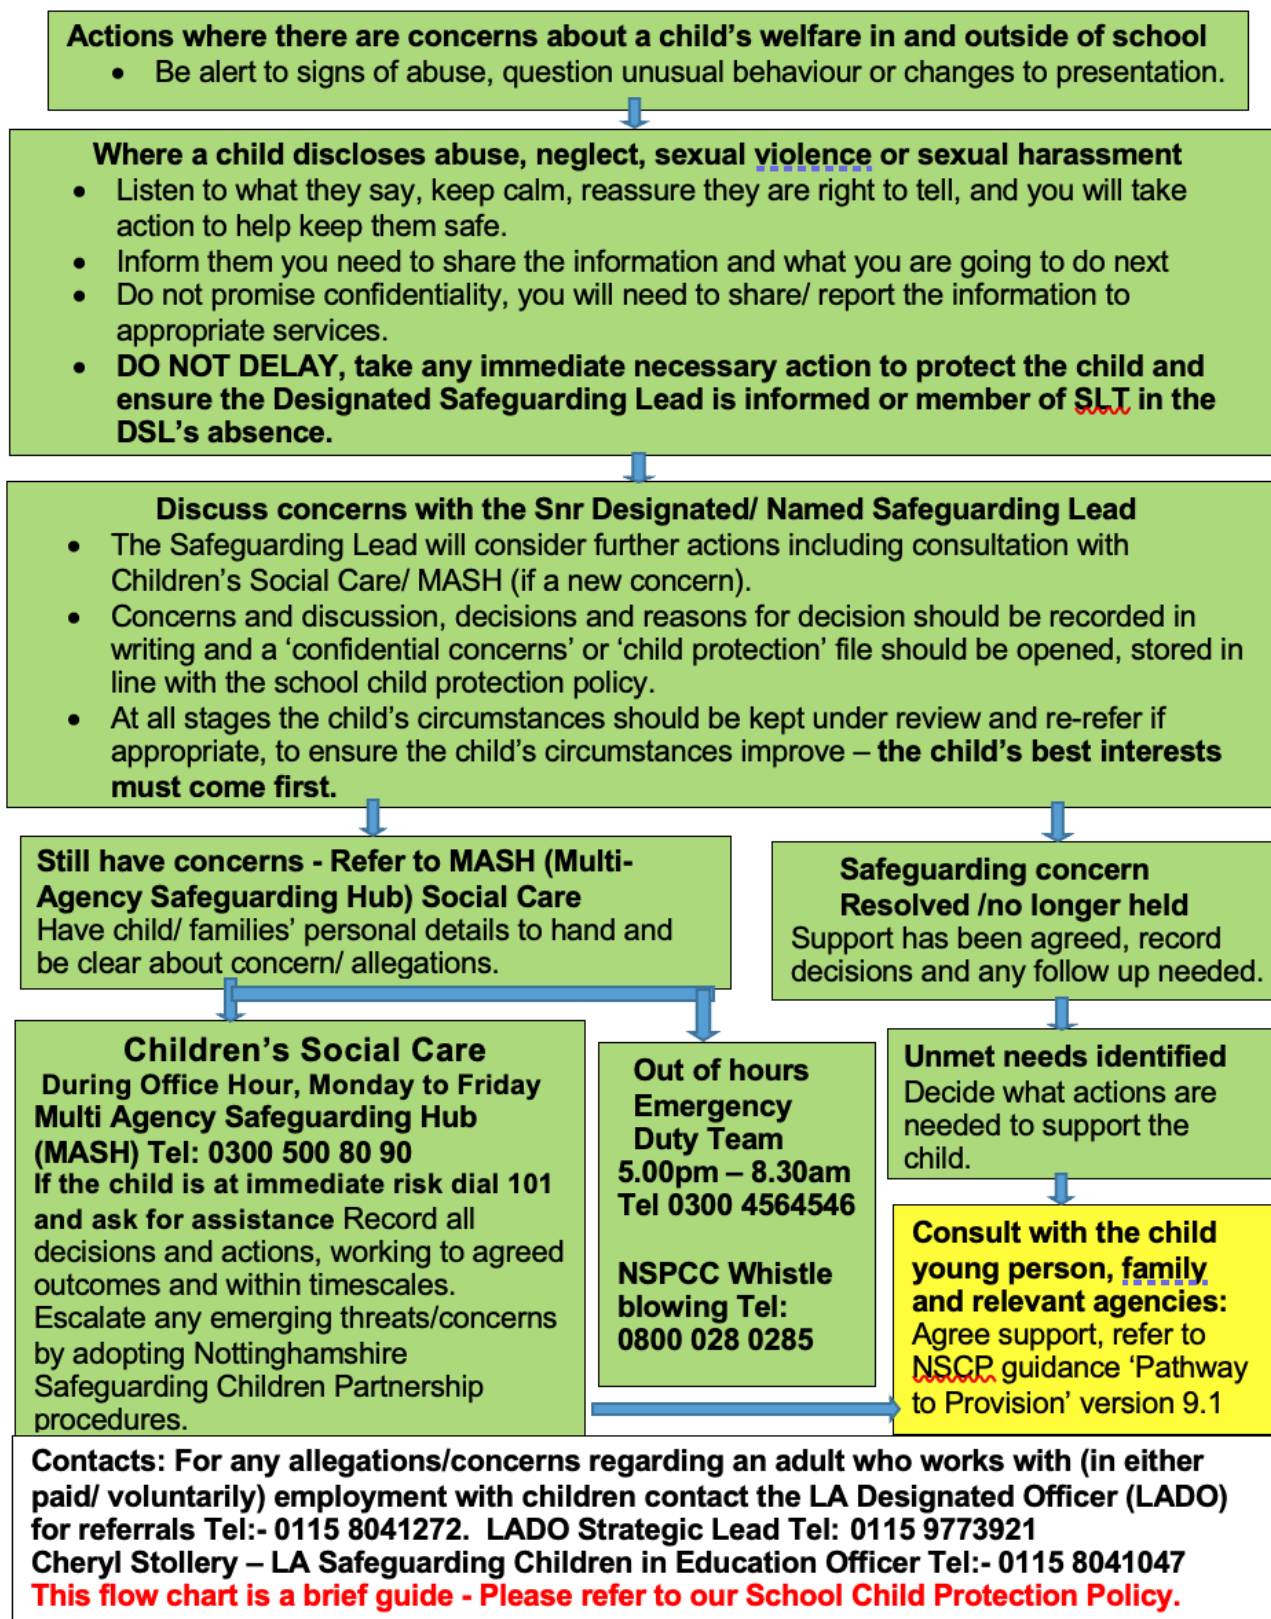 Actions where there are concerns about a child's welfare in and outside of school
• Be alert to signs of abuse, question unusual behaviour or changes to presentation.
Where a child discloses abuse, neglect, sexual violence or sexual harassment
• Listen to what they say, keep calm, reassure they are right to tell, and you will take
action to help keep them safe.
• Inform them you need to share the information and what you are going to do next
• Do not promise confidentiality, you will need to share/ report the information to
appropriate services.
• DO NOT DELAY, take any immediate necessary action to protect the child and
ensure the Designated Safeguarding Lead is informed or member of SLT in the
DSL's absence.
Discuss concerns with the Snr Designated/ Named Safeguarding Lead
• The Safeguarding Lead will consider further actions including consultation with
Children's Social Care/ MASH (if a new concern).
• Concerns and discussion, decisions and reasons for decision should be recorded in
writing and a 'confidential concerns' or 'child protection' file should be opened, stored in
line with the school child protection policy.
• At all stages the child's circumstances should be kept under review and re-refer if
appropriate, to ensure the child's circumstances improve – the child's best interests
must come first.
Still have concerns - Refer to MASH (Multi-
Agency Safeguarding Hub) Social Care
Have child/ families' personal details to hand and
be clear about concern/ allegations.
Safeguarding concern
Resolved /no longer held
Support has been agreed, record
decisions and any follow up needed.
Children's Social Care
During Office Hour, Monday to Friday
Multi Agency Safeguarding Hub
(MASH) Tel: 0300 500 80 90
If the child is at immediate risk dial 101
and ask for assistance Record all
decisions and actions, working to agreed
outcomes and within timescales.
Escalate any emerging threats/concerns
by adopting Nottinghamshire
Safeguarding Children Partnership
procedures.
Out of hours
Emergency
Duty Team
5.00pm – 8.30am
Tel 0300 4564546
NSPCC Whistle
blowing Tel:
0800 028 0285
Unmet needs identified
Decide what actions are
needed to support the
child.
Consult with the child
young person, family
and relevant agencies:
Agree support, refer to
NSCP guidance 'Pathway
to Provision' version 9.1
Contacts: For any allegations/concerns regarding an adult who works with (in either
paid/ voluntarily) employment with children contact the LA Designated Officer (LADO)
for referrals Tel:- 0115 8041272. LADO Strategic Lead Tel: 0115 9773921
Cheryl Stollery – LA Safeguarding Children in Education Officer Tel:- 0115 8041047
This flow chart is a brief guide - Please refer to our School Child Protection Policy.